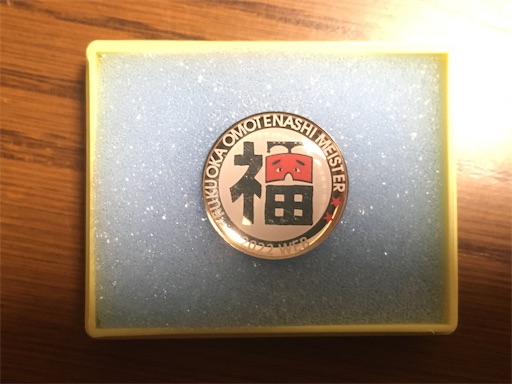 FUKUOKA OMOTENASHI MEISTER
福
2022 WEB